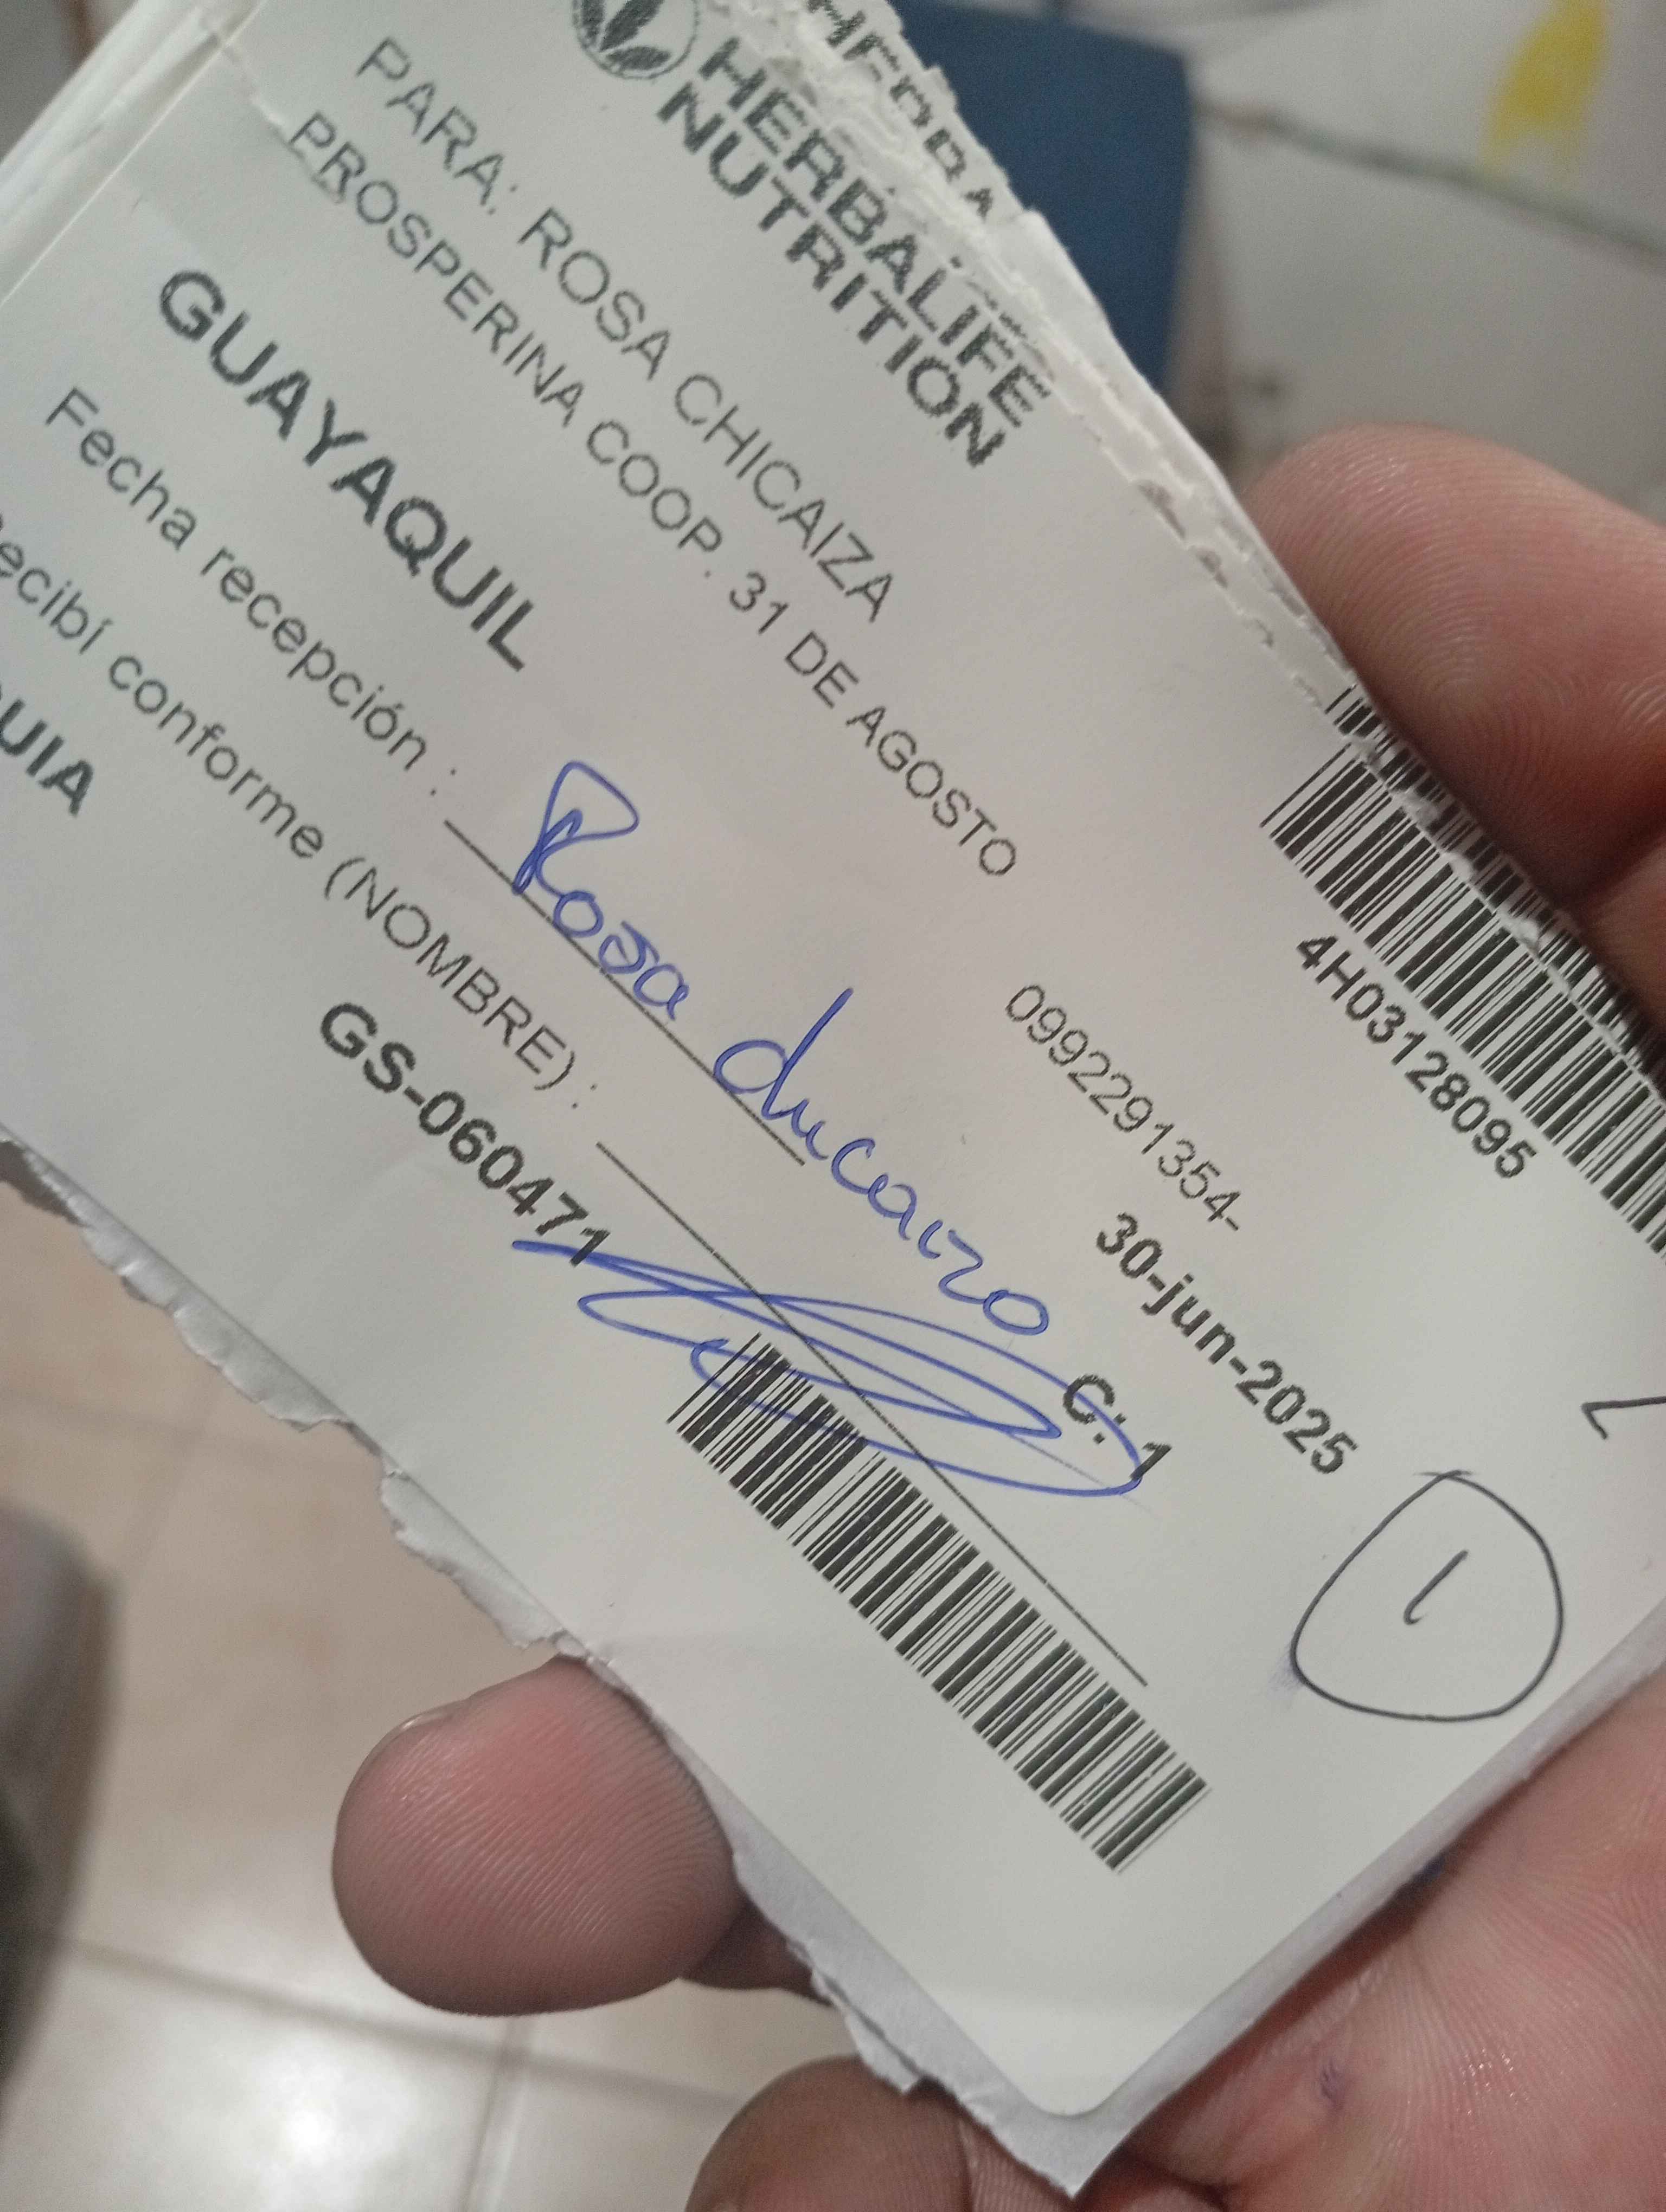 HERBALIFE
NUTRITION
4H03128095
PARA: ROSA CHICAIZA
PROSPERINA COOP. 31 DE AGOSTO
0992291354-
30-jun-2025
GUAYAQUIL
C: 1
1
Fecha recepción :
Rosa
ecibí conforme (NOMBRE) :
UIA
GS-060471